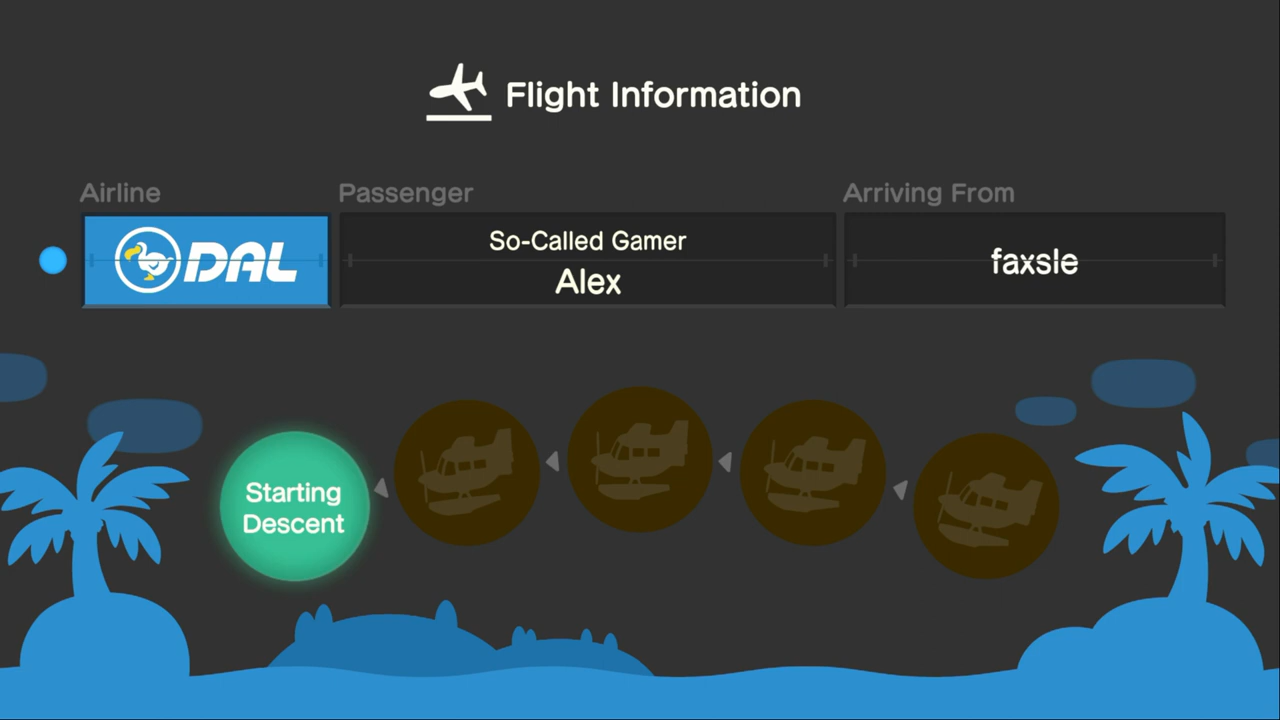 Flight Information
Airline
Passenger
Arriving From
DAL
So-Called Gamer
Alex
faxsle
Starting
Descent